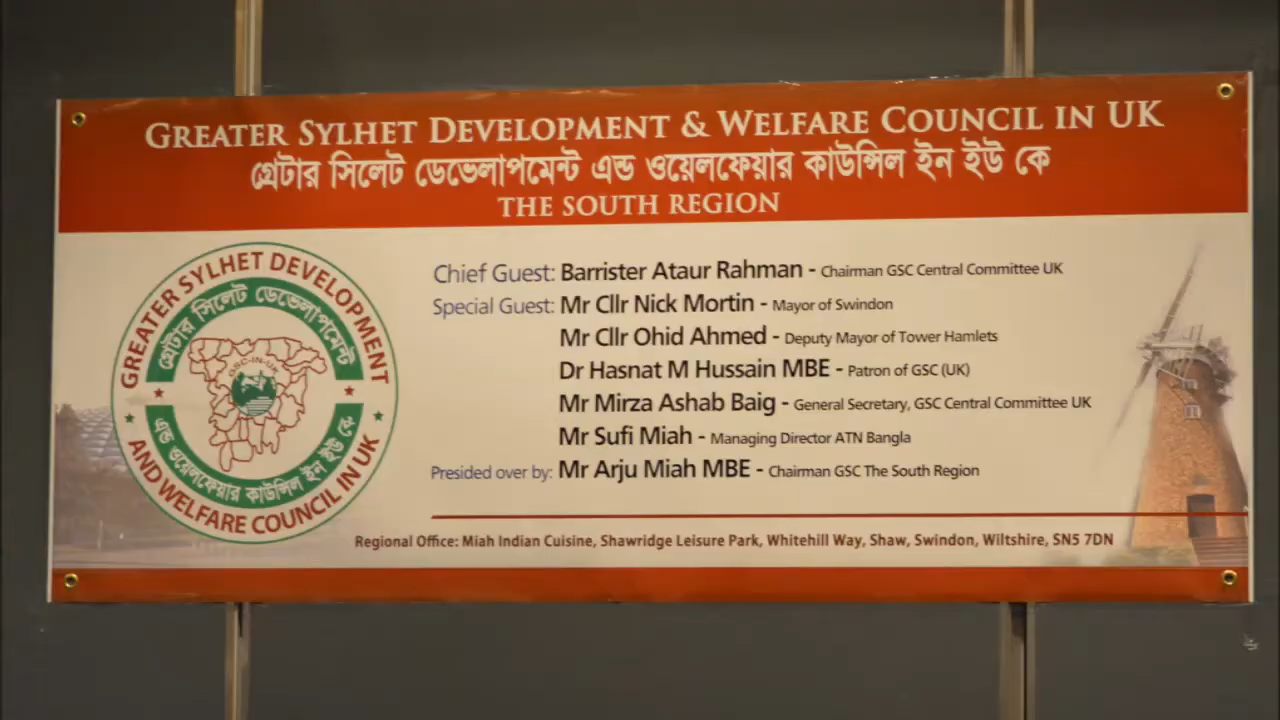 GREATER SYLHET DEVELOPMENT & WELFARE COUNCIL IN UK
গ্রেটার সিলেট ডেভেলাপমেন্ট এন্ড ওয়েলফেয়ার কাউন্সিল ইন ইউ কে
THE SOUTH REGION
GREATER SYLHET DEVELOPMENT
গ্রেটার সিলেট ডেভেলাপমেন্ট
GSC-IN-UK
এন্ড ওয়েলফেয়ার কাউন্সিল ইন ইউ কে
AND WELFARE COUNCIL IN UK
Chief Guest: Barrister Ataur Rahman - Chairman GSC Central Committee UK
Special Guest: Mr Cllr Nick Mortin - Mayor of Swindon
Mr Cllr Ohid Ahmed - Deputy Mayor of Tower Hamlets
Dr Hasnat M Hussain MBE - Patron of GSC (UK)
Mr Mirza Ashab Baig - General Secretary, GSC Central Committee UK
Mr Sufi Miah - Managing Director ATN Bangla
Presided over by: Mr Arju Miah MBE - Chairman GSC The South Region
Regional Office: Miah Indian Cuisine, Shawridge Leisure Park, Whitehill Way, Shaw, Swindon, Wiltshire, SN5 7DN